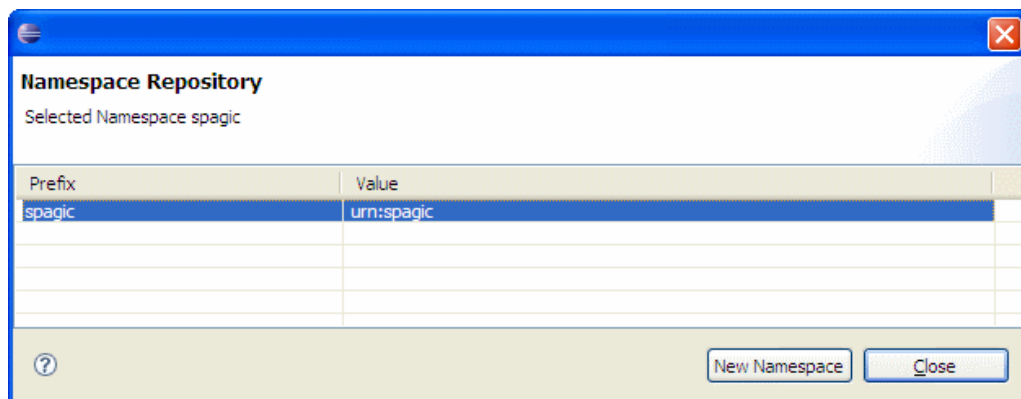 Namespace Repository
Selected Namespace spagic
Prefix Value
spagic urn:spagic
? New Namespace Close